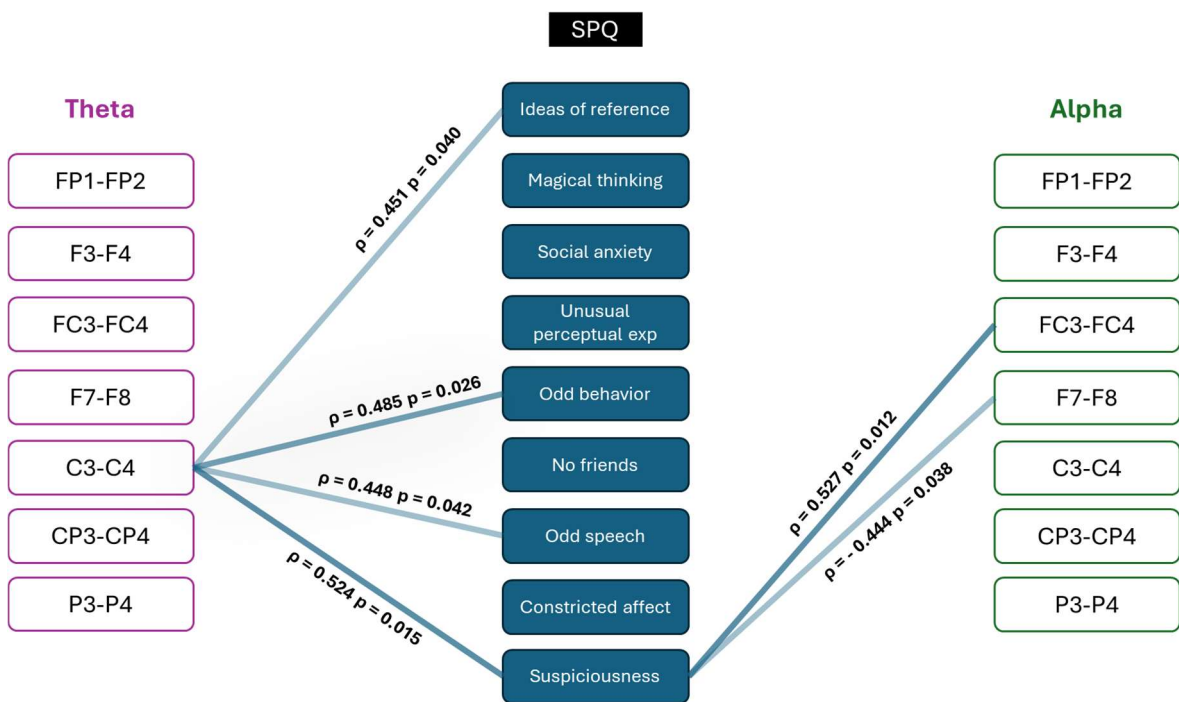 SPQ
Theta
FP1-FP2
F3-F4
FC3-FC4
F7-F8
C3-C4
CP3-CP4
P3-P4
ρ = 0.451 p = 0.040
ρ = 0.485 p = 0.026
ρ = 0.448 p = 0.042
ρ = 0.524 p = 0.015
Ideas of reference
Magical thinking
Social anxiety
Unusual
perceptual exp
Odd behavior
No friends
Odd speech
Constricted affect
Suspiciousness
ρ = 0.527 p = 0.012
ρ = - 0.444 p = 0.038
Alpha
FP1-FP2
F3-F4
FC3-FC4
F7-F8
C3-C4
CP3-CP4
P3-P4